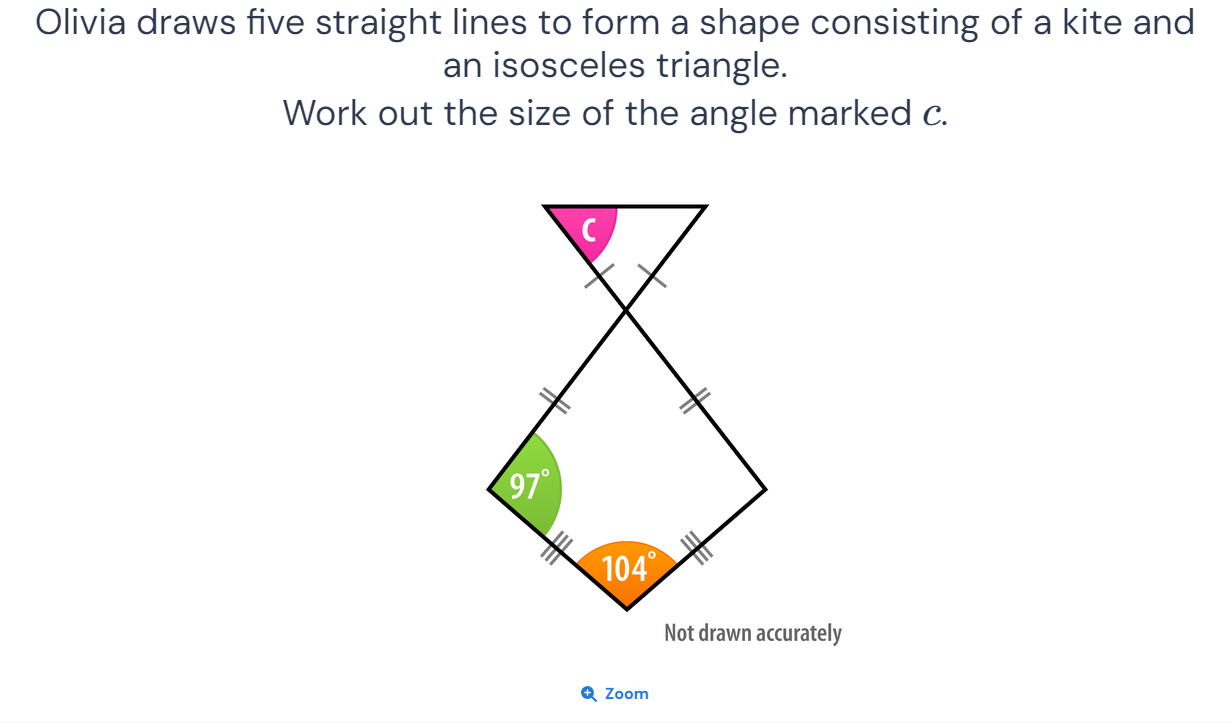 Olivia draws five straight lines to form a shape consisting of a kite and
an isosceles triangle.
Work out the size of the angle marked c.
C
97°
104°
Not drawn accurately
Zoom